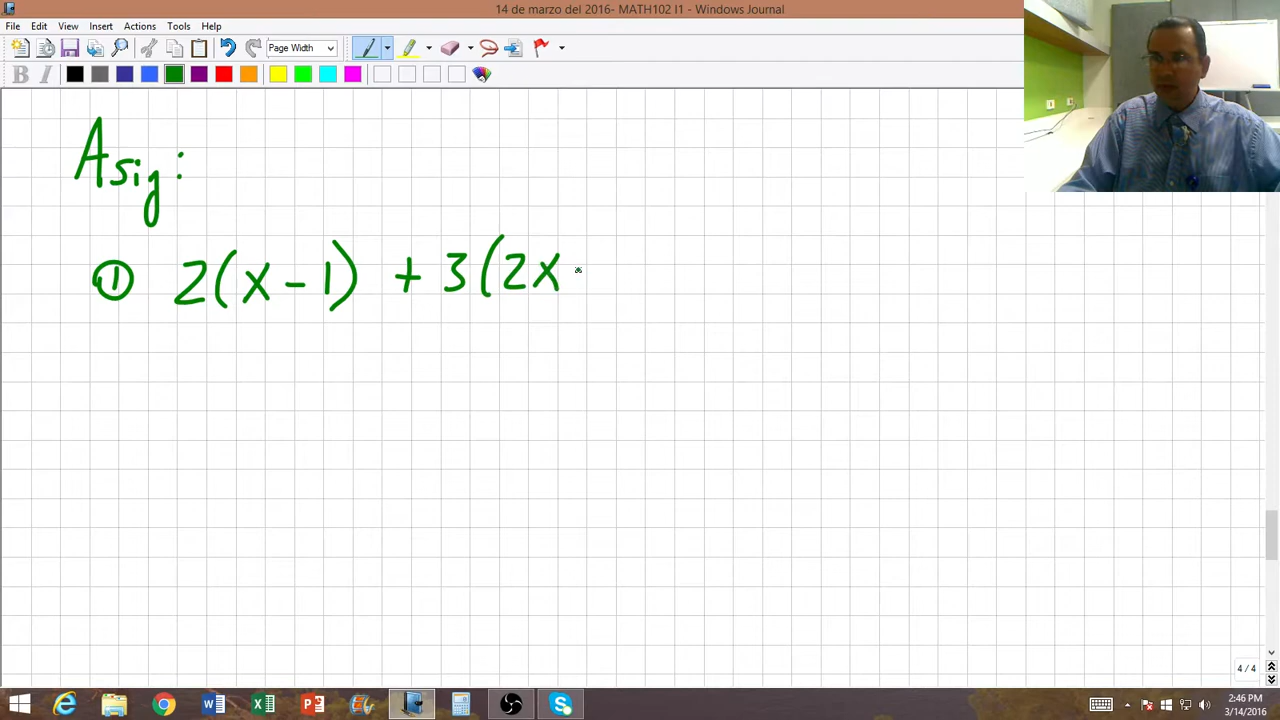 14 de marzo del 2016- MATH102 I1 - Windows Journal
File Edit View Insert Actions Tools Help
Page Width
B I
Asig:
① 2(x-1) + 3(2x
4 / 4
2:46 PM
3/14/2016